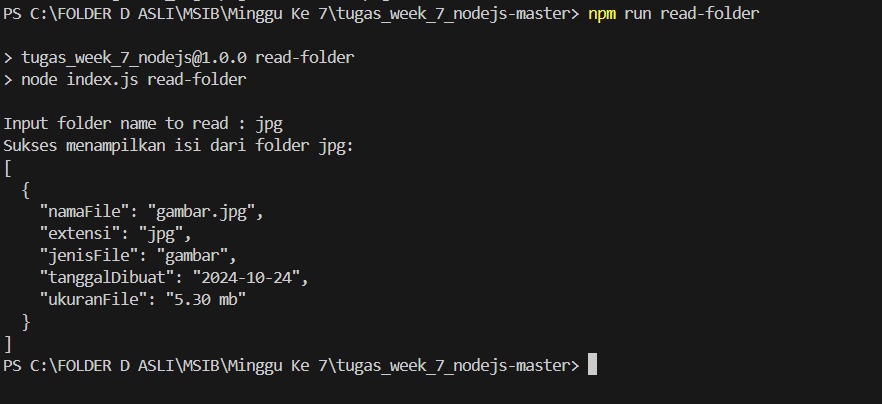 PS C:\FOLDER D ASLI\MSIB\Minggu Ke 7\tugas_week_7_nodejs-master> npm run read-folder
> tugas_week_7_nodejs@1.0.0 read-folder
> node index.js read-folder
Input folder name to read : jpg
Sukses menampilkan isi dari folder jpg:
[
  {
    "namaFile": "gambar.jpg",
    "extensi": "jpg",
    "jenisFile": "gambar",
    "tanggalDibuat": "2024-10-24",
    "ukuranFile": "5.30 mb"
  }
]
PS C:\FOLDER D ASLI\MSIB\Minggu Ke 7\tugas_week_7_nodejs-master>